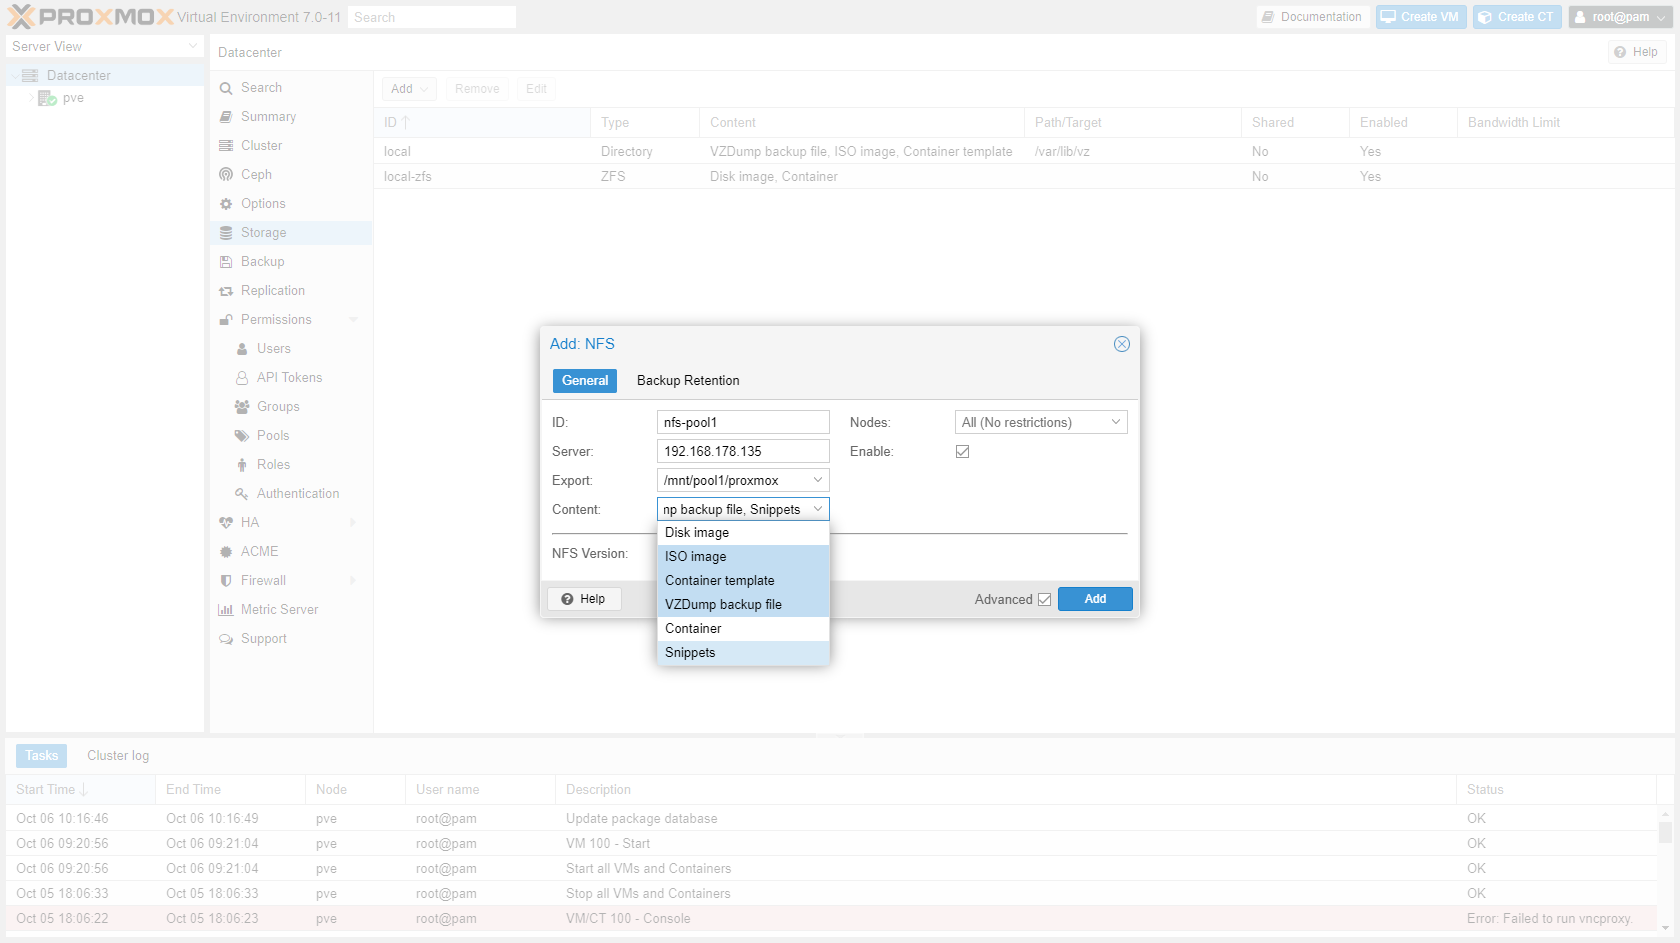 PROXMOX Virtual Environment 7.0-11 Search Documentation Create VM Create CT root@pam
Server View
Datacenter
pve
Datacenter Help
Search
Summary
Cluster
Ceph
Options
Storage
Backup
Replication
Permissions
Users
API Tokens
Groups
Pools
Roles
Authentication
HA
ACME
Firewall
Metric Server
Support
Add Remove Edit
ID Type Content Path/Target Shared Enabled Bandwidth Limit
local Directory VZDump backup file, ISO image, Container template /var/lib/vz No Yes
local-zfs ZFS Disk image, Container No Yes
Add: NFS
General Backup Retention
ID: nfs-pool1 Nodes: All (No restrictions)
Server: 192.168.178.135 Enable:
Export: /mnt/pool1/proxmox
Content: np backup file, Snippets
Disk image
ISO image
Container template
VZDump backup file
Container
Snippets
NFS Version:
Help Advanced Add
Tasks Cluster log
Start Time End Time Node User name Description Status
Oct 06 10:16:46 Oct 06 10:16:49 pve root@pam Update package database OK
Oct 06 09:20:56 Oct 06 09:21:04 pve root@pam VM 100 - Start OK
Oct 06 09:20:56 Oct 06 09:21:04 pve root@pam Start all VMs and Containers OK
Oct 05 18:06:33 Oct 05 18:06:33 pve root@pam Stop all VMs and Containers OK
Oct 05 18:06:22 Oct 05 18:06:23 pve root@pam VM/CT 100 - Console Error: Failed to run vncproxy.